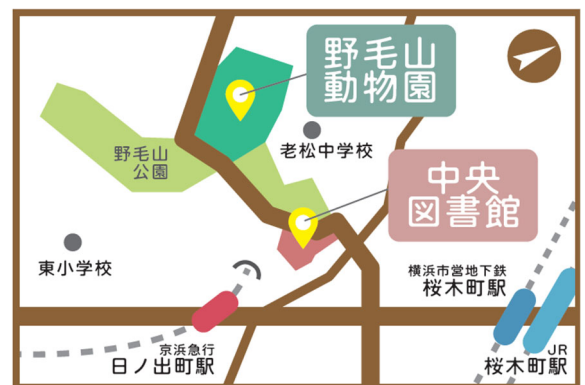 野毛山
動物園
老松中学校
野毛山
公園
中央
図書館
東小学校
横浜市営地下鉄
桜木町駅
京浜急行
日ノ出町駅
JR
桜木町駅